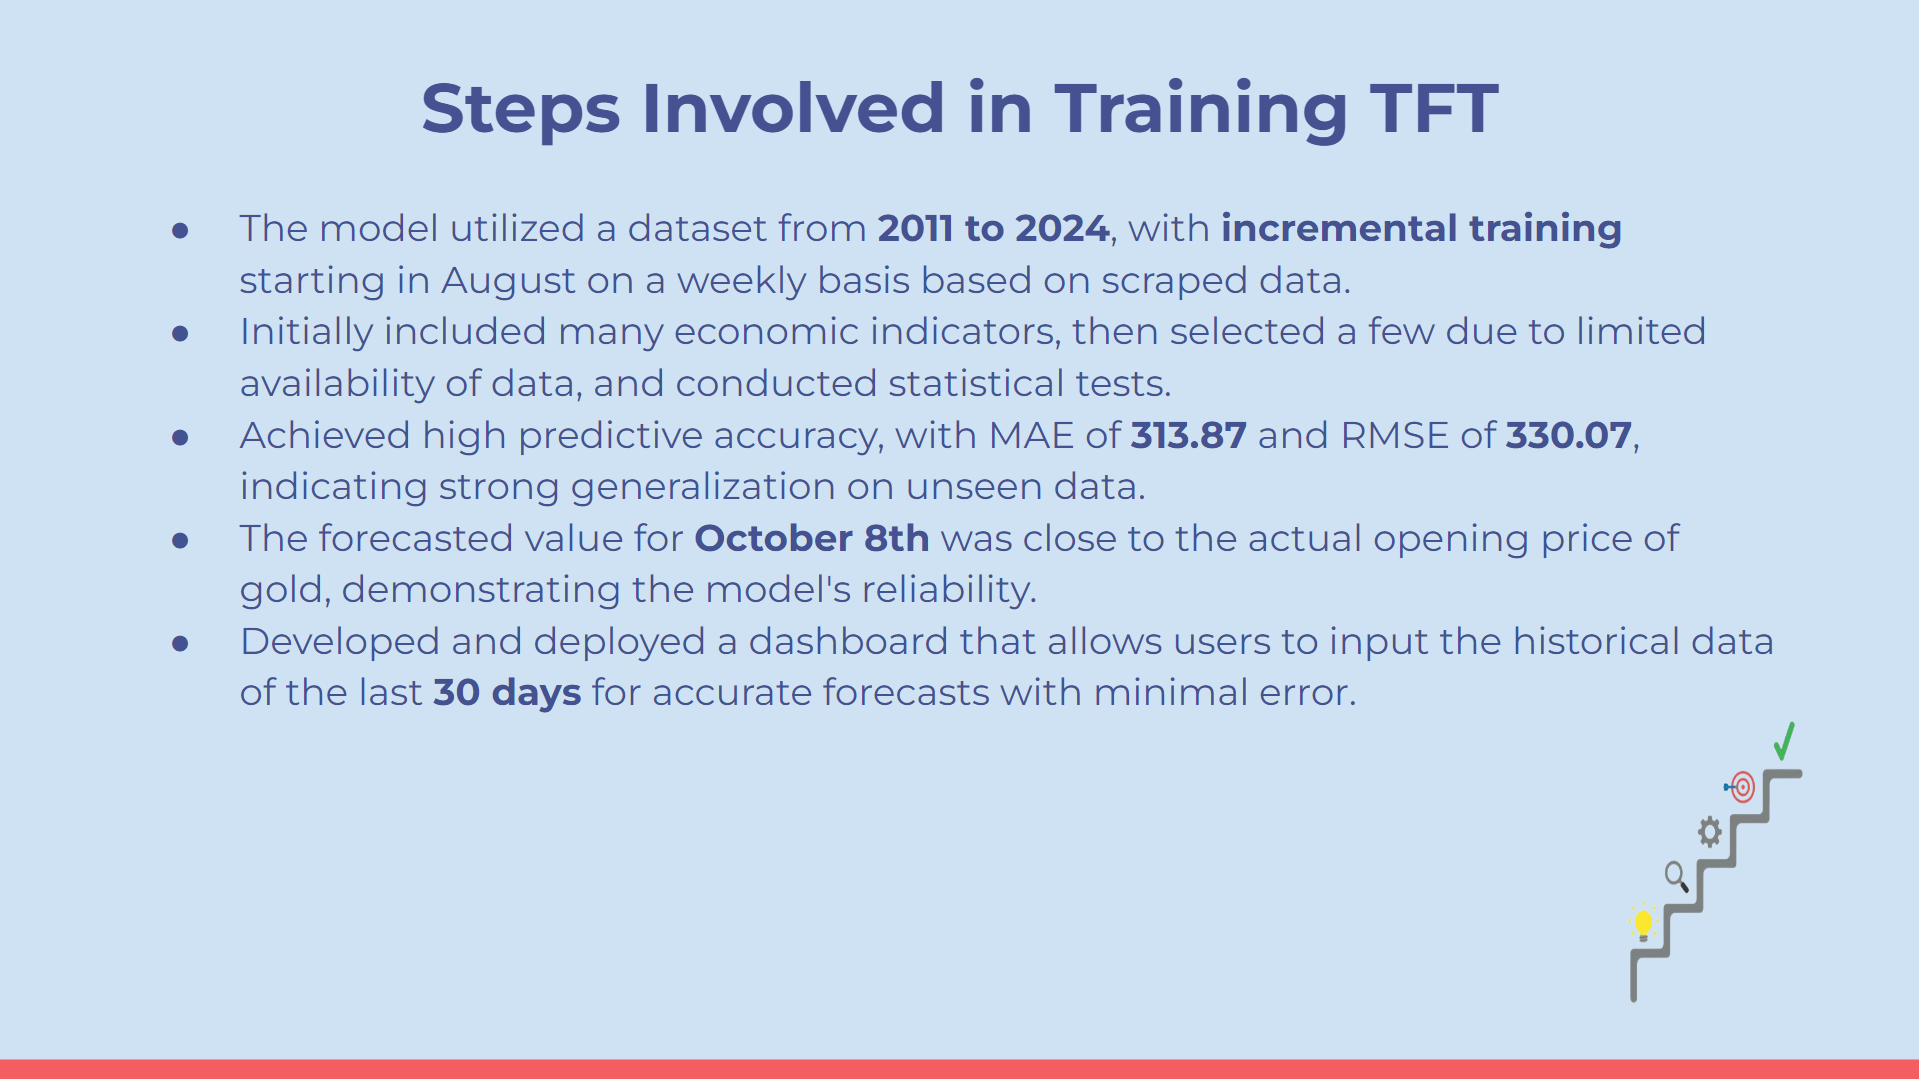 Steps Involved in Training TFT
● The model utilized a dataset from 2011 to 2024, with incremental training
starting in August on a weekly basis based on scraped data.
● Initially included many economic indicators, then selected a few due to limited
availability of data, and conducted statistical tests.
● Achieved high predictive accuracy, with MAE of 313.87 and RMSE of 330.07,
indicating strong generalization on unseen data.
● The forecasted value for October 8th was close to the actual opening price of
gold, demonstrating the model's reliability.
● Developed and deployed a dashboard that allows users to input the historical data
of the last 30 days for accurate forecasts with minimal error.